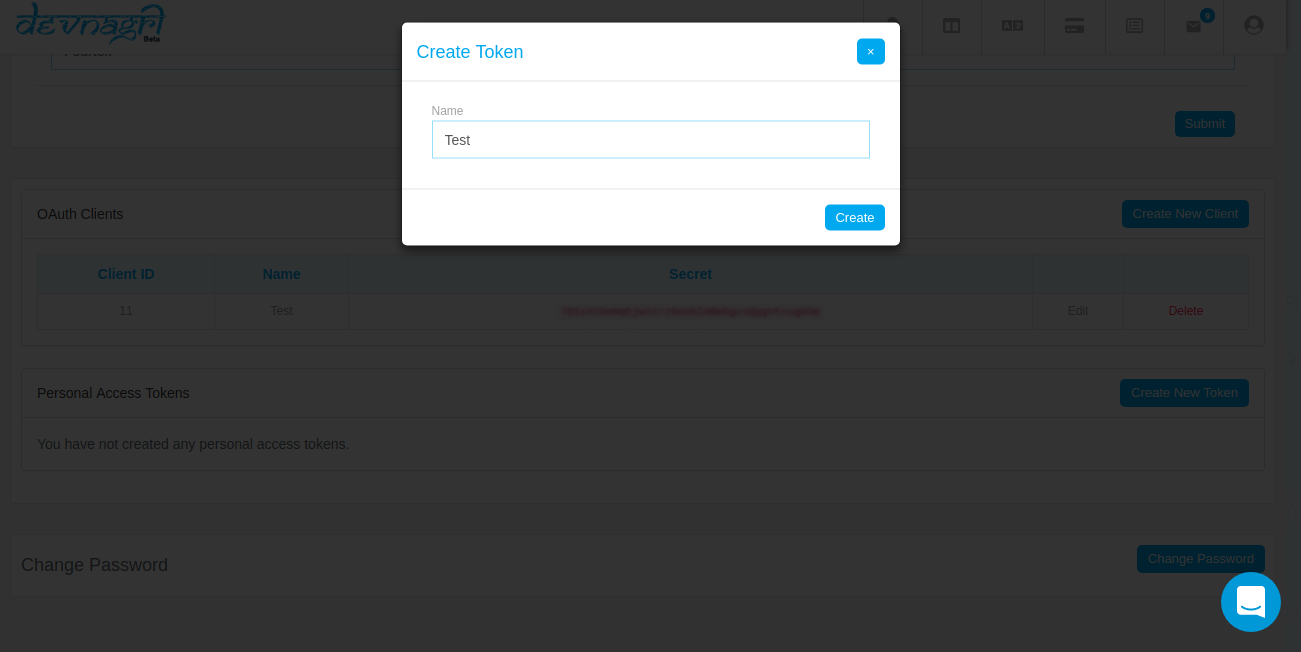 devnagri
Beta
9
Create Token
×
Name
Test
Create
Submit
OAuth Clients
Create New Client
Client ID Name Secret
11 Test Edit Delete
Personal Access Tokens
Create New Token
You have not created any personal access tokens.
Change Password
Change Password